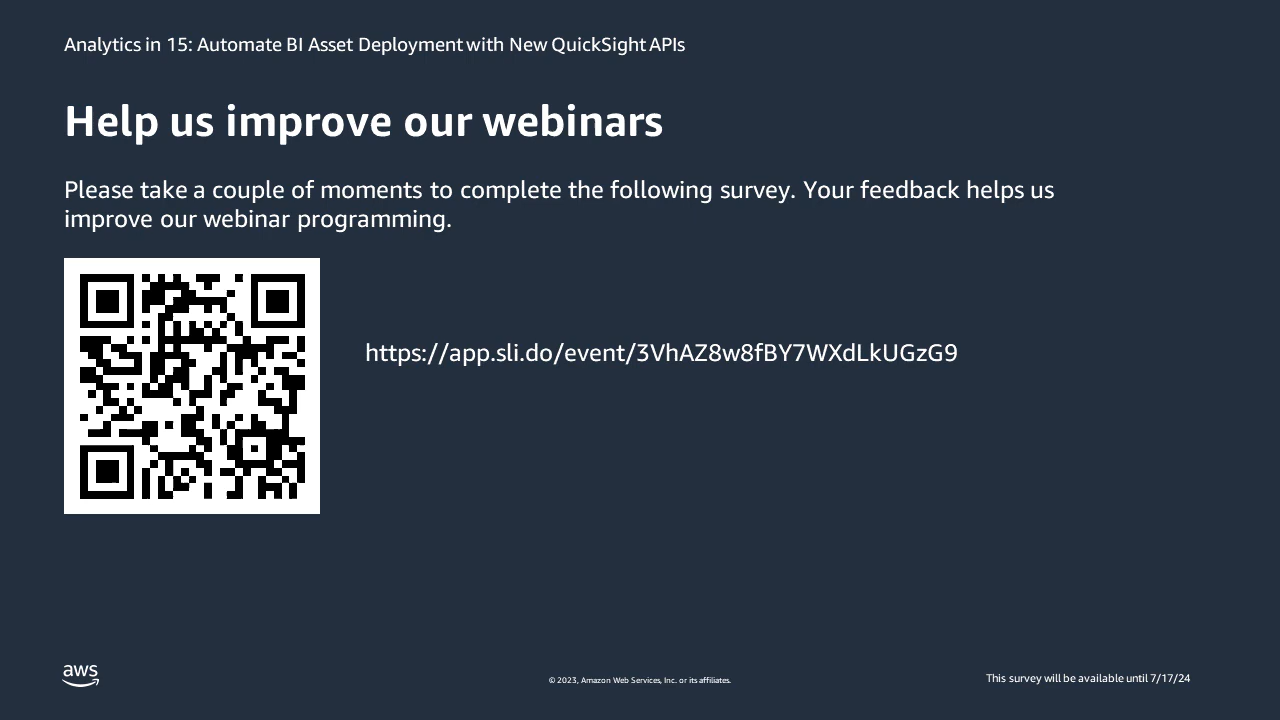 Analytics in 15: Automate BI Asset Deployment with New QuickSight APIs
Help us improve our webinars
Please take a couple of moments to complete the following survey. Your feedback helps us
improve our webinar programming.
https://app.sli.do/event/3VhAZ8w8fBY7WXdLkUGzG9
aws
© 2023, Amazon Web Services, Inc. or its affiliates.
This survey will be available until 7/17/24